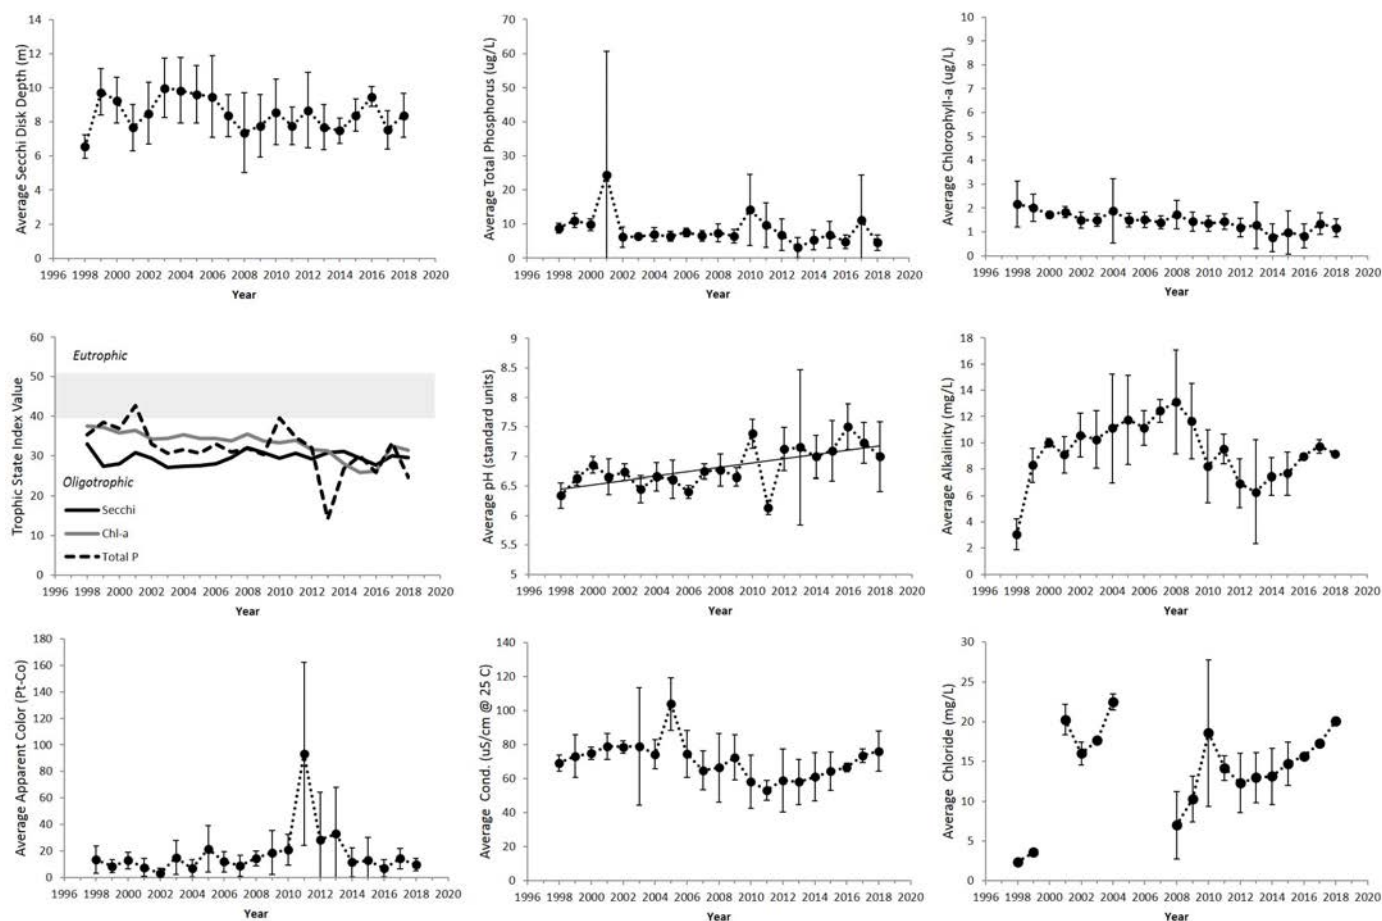 Average Secchi Disk Depth (m)
14
12
10
8
6
4
2
0
1996 1998 2000 2002 2004 2006 2008 2010 2012 2014 2016 2018 2020
Year
Average Total Phosphorus (ug/L)
70
60
50
40
30
20
10
0
1996 1998 2000 2002 2004 2006 2008 2010 2012 2014 2016 2018 2020
Year
Average Chlorophyll-a (ug/L)
10
9
8
7
6
5
4
3
2
1
0
1996 1998 2000 2002 2004 2006 2008 2010 2012 2014 2016 2018 2020
Year
Trophic State Index Value
60
50
40
30
20
10
0
Eutrophic
Oligotrophic
Secchi
Chl-a
Total P
1996 1998 2000 2002 2004 2006 2008 2010 2012 2014 2016 2018 2020
Year
Average pH (standard units)
9
8.5
8
7.5
7
6.5
6
5.5
5
1996 1998 2000 2002 2004 2006 2008 2010 2012 2014 2016 2018 2020
Year
Average Alkalinity (mg/L)
18
16
14
12
10
8
6
4
2
0
1996 1998 2000 2002 2004 2006 2008 2010 2012 2014 2016 2018 2020
Year
Average Apparent Color (Pt-Co)
180
160
140
120
100
80
60
40
20
0
1996 1998 2000 2002 2004 2006 2008 2010 2012 2014 2016 2018 2020
Year
Average Cond. (uS/cm @ 25 C)
140
120
100
80
60
40
20
0
1996 1998 2000 2002 2004 2006 2008 2010 2012 2014 2016 2018 2020
Year
Average Chloride (mg/L)
30
25
20
15
10
5
0
1996 1998 2000 2002 2004 2006 2008 2010 2012 2014 2016 2018 2020
Year